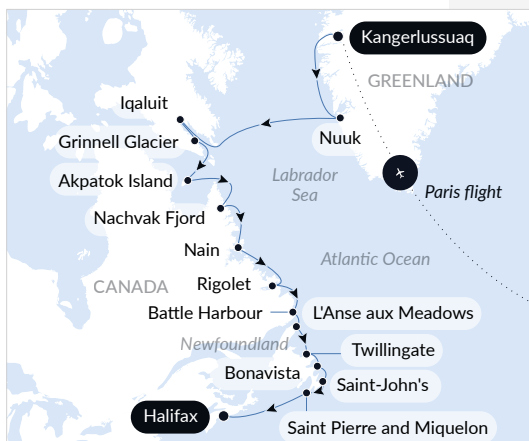 Kangerlussuaq
GREENLAND
Iqaluit
Grinnell Glacier
Nuuk
Akpatok Island
Labrador
Sea
Paris flight
Nachvak Fjord
Nain
Atlantic Ocean
CANADA
Rigolet
Battle Harbour
L'Anse aux Meadows
Newfoundland
Twillingate
Bonavista
Saint-John's
Halifax
Saint Pierre and Miquelon